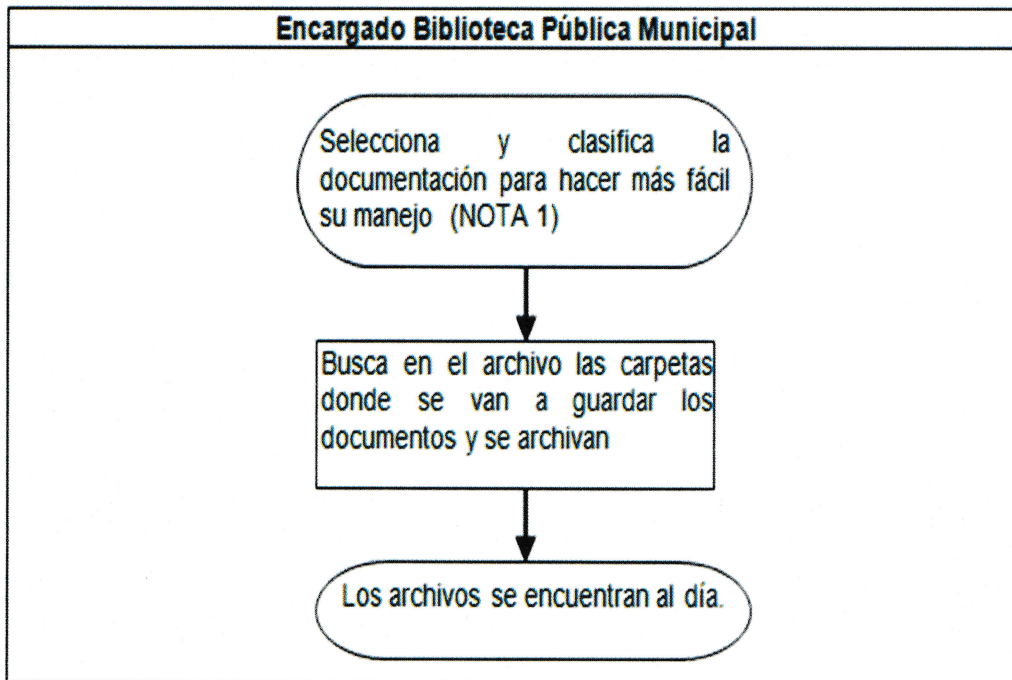 Encargado Biblioteca Pública Municipal
Selecciona y clasifica la
documentación para hacer más fácil
su manejo (NOTA 1)
Busca en el archivo las carpetas
donde se van a guardar los
documentos y se archivan
Los archivos se encuentran al día.